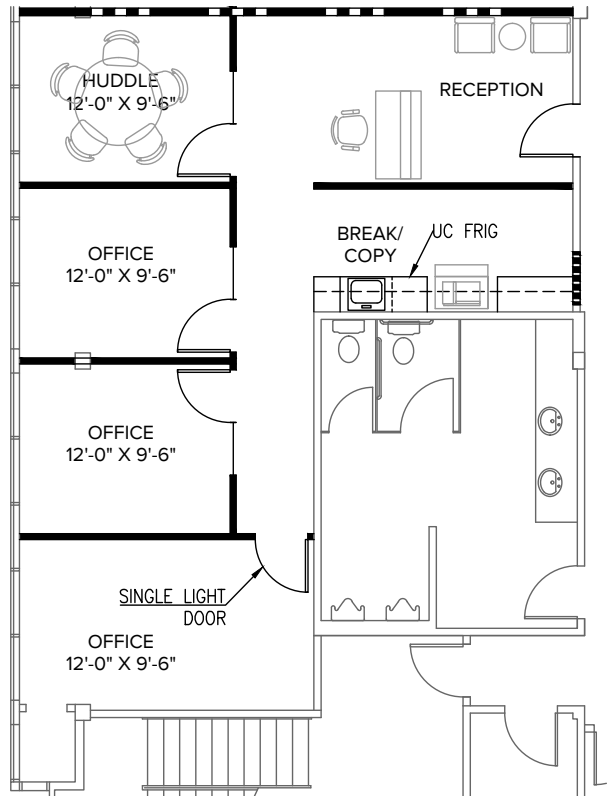 HUDDLE
12'-0" X 9'-6"
RECEPTION
OFFICE
12'-0" X 9'-6"
BREAK/
COPY
UC FRIG
OFFICE
12'-0" X 9'-6"
SINGLE LIGHT
DOOR
OFFICE
12'-0" X 9'-6"